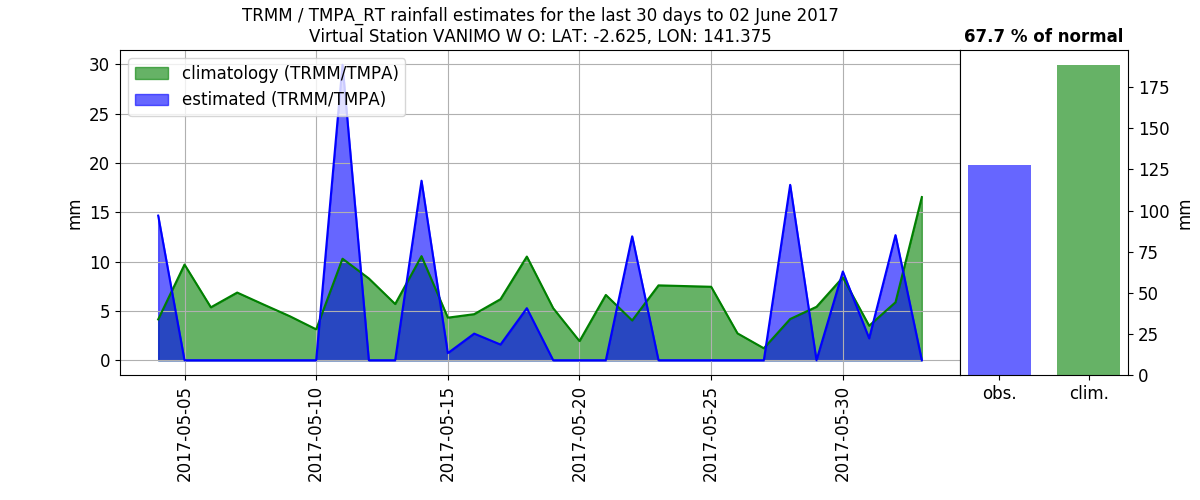 TRMM / TMPA_RT rainfall estimates for the last 30 days to 02 June 2017
Virtual Station VANIMO W O: LAT: -2.625, LON: 141.375
67.7 % of normal
climatology (TRMM/TMPA)
estimated (TRMM/TMPA)
30
25
20
15
10
5
0
mm
2017-05-05
2017-05-10
2017-05-15
2017-05-20
2017-05-25
2017-05-30
175
150
125
100
75
50
25
0
mm
obs.
clim.